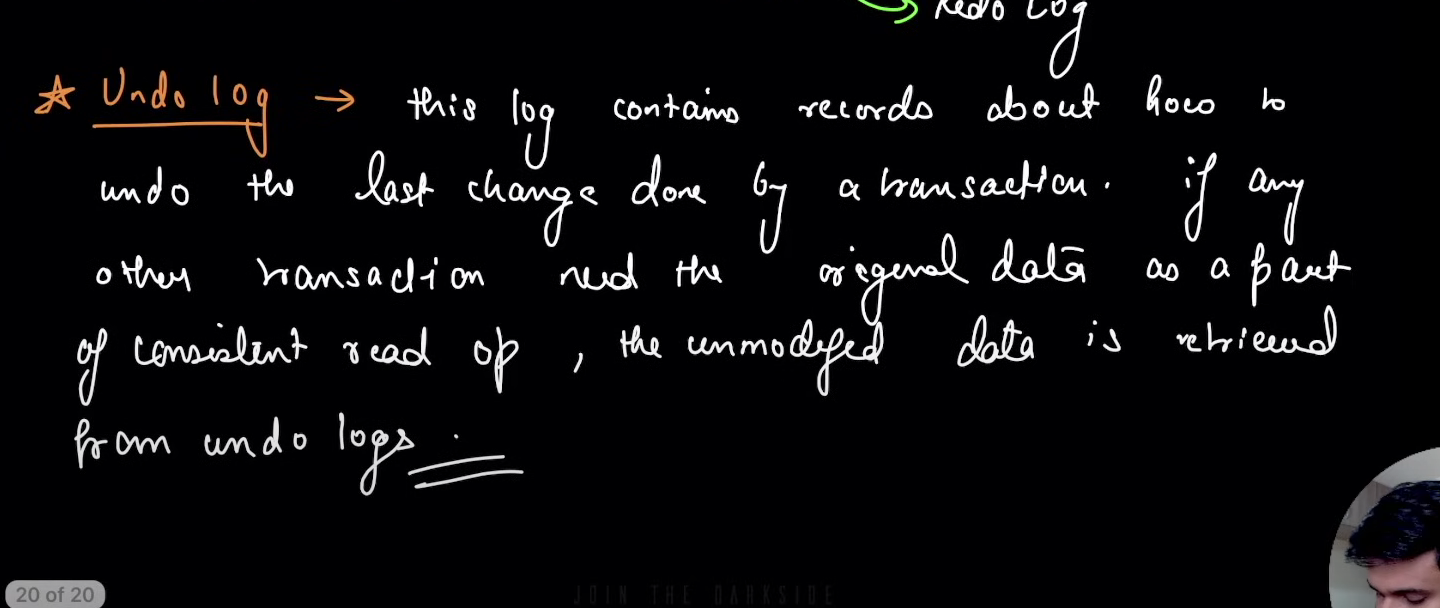 Redo Log
☆ Undo log → this log contains records about how to
undo the last change done by a transaction. if any
other transaction need the original data as a part
of consistent read op, the unmodified data is retrieved
from undo logs.
20 of 20
JOIN THE DARKSIDE